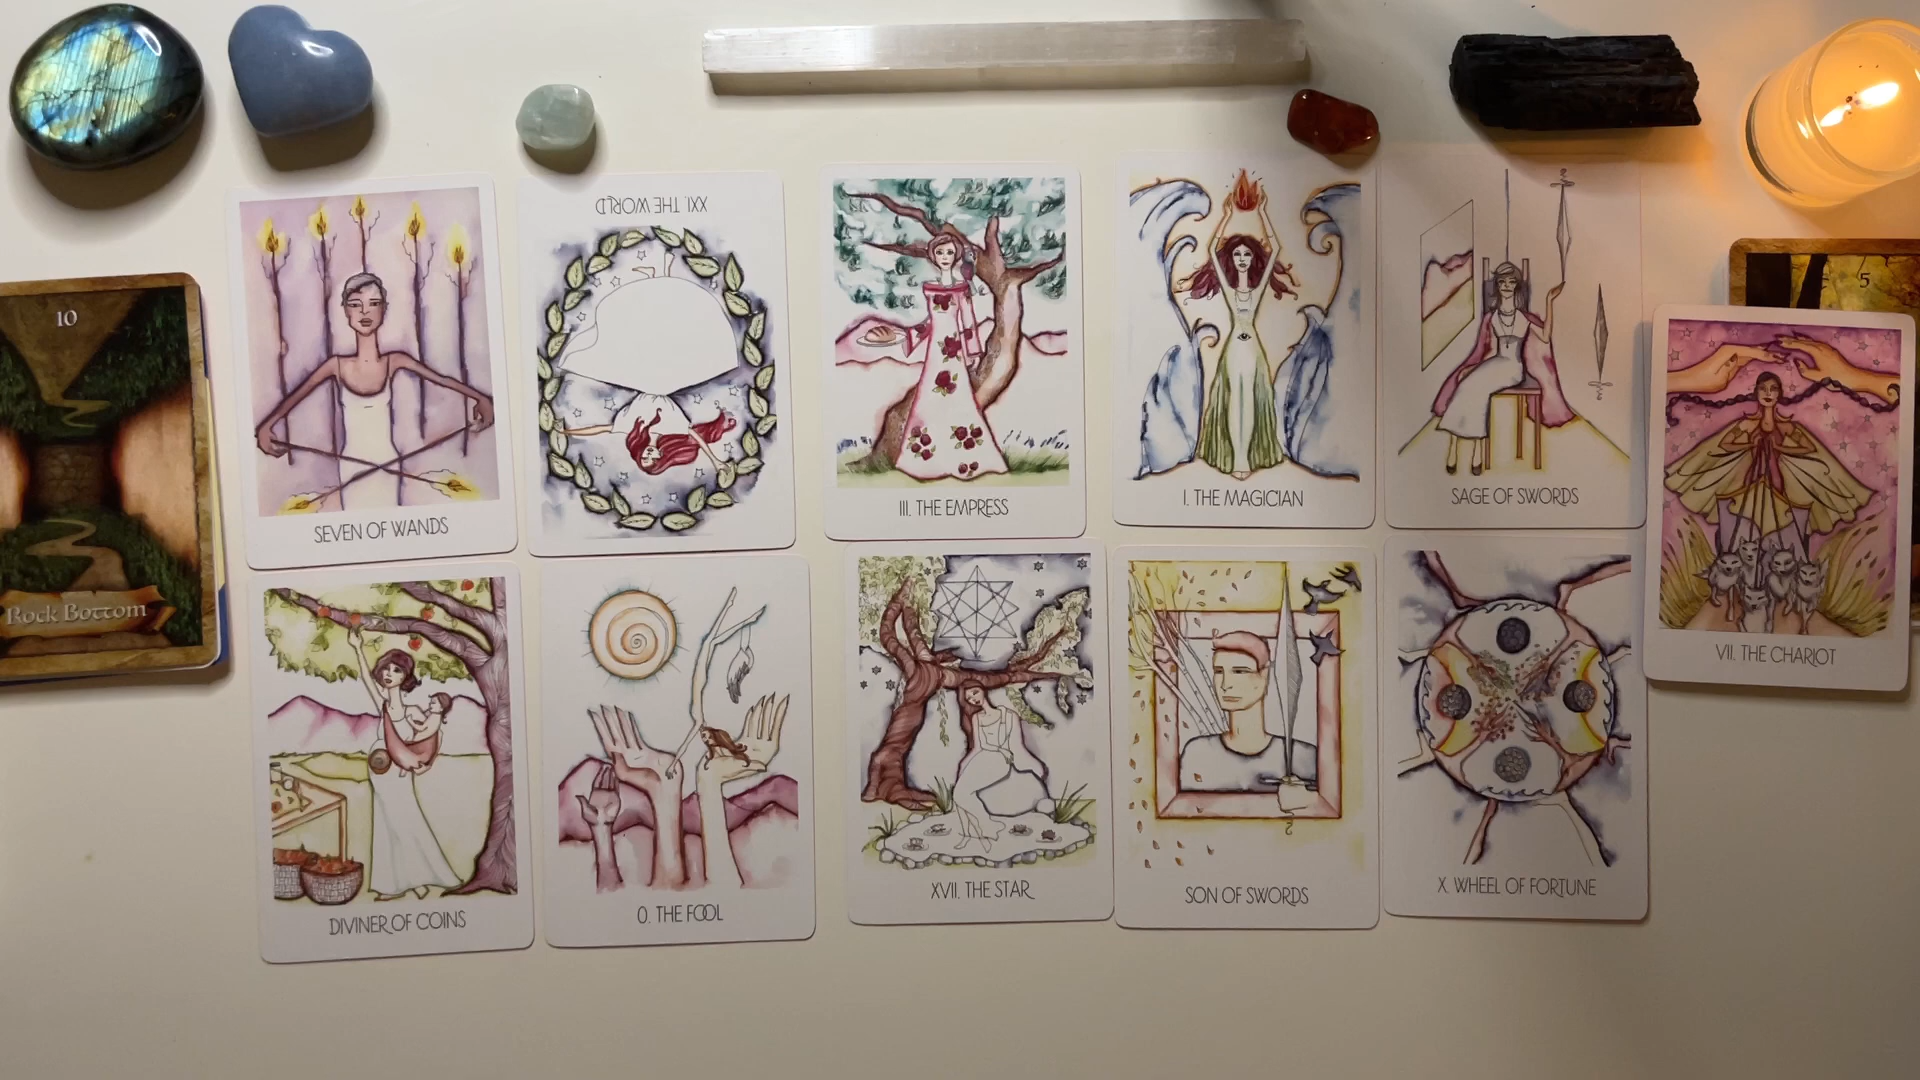 10
Rock Bottom
SEVEN OF WANDS
XXI. THE WORLD
III. THE EMPRESS
I. THE MAGICIAN
SAGE OF SWORDS
5
VII. THE CHARIOT
DIVINER OF COINS
0. THE FOOL
XVII. THE STAR
SON OF SWORDS
X. WHEEL OF FORTUNE